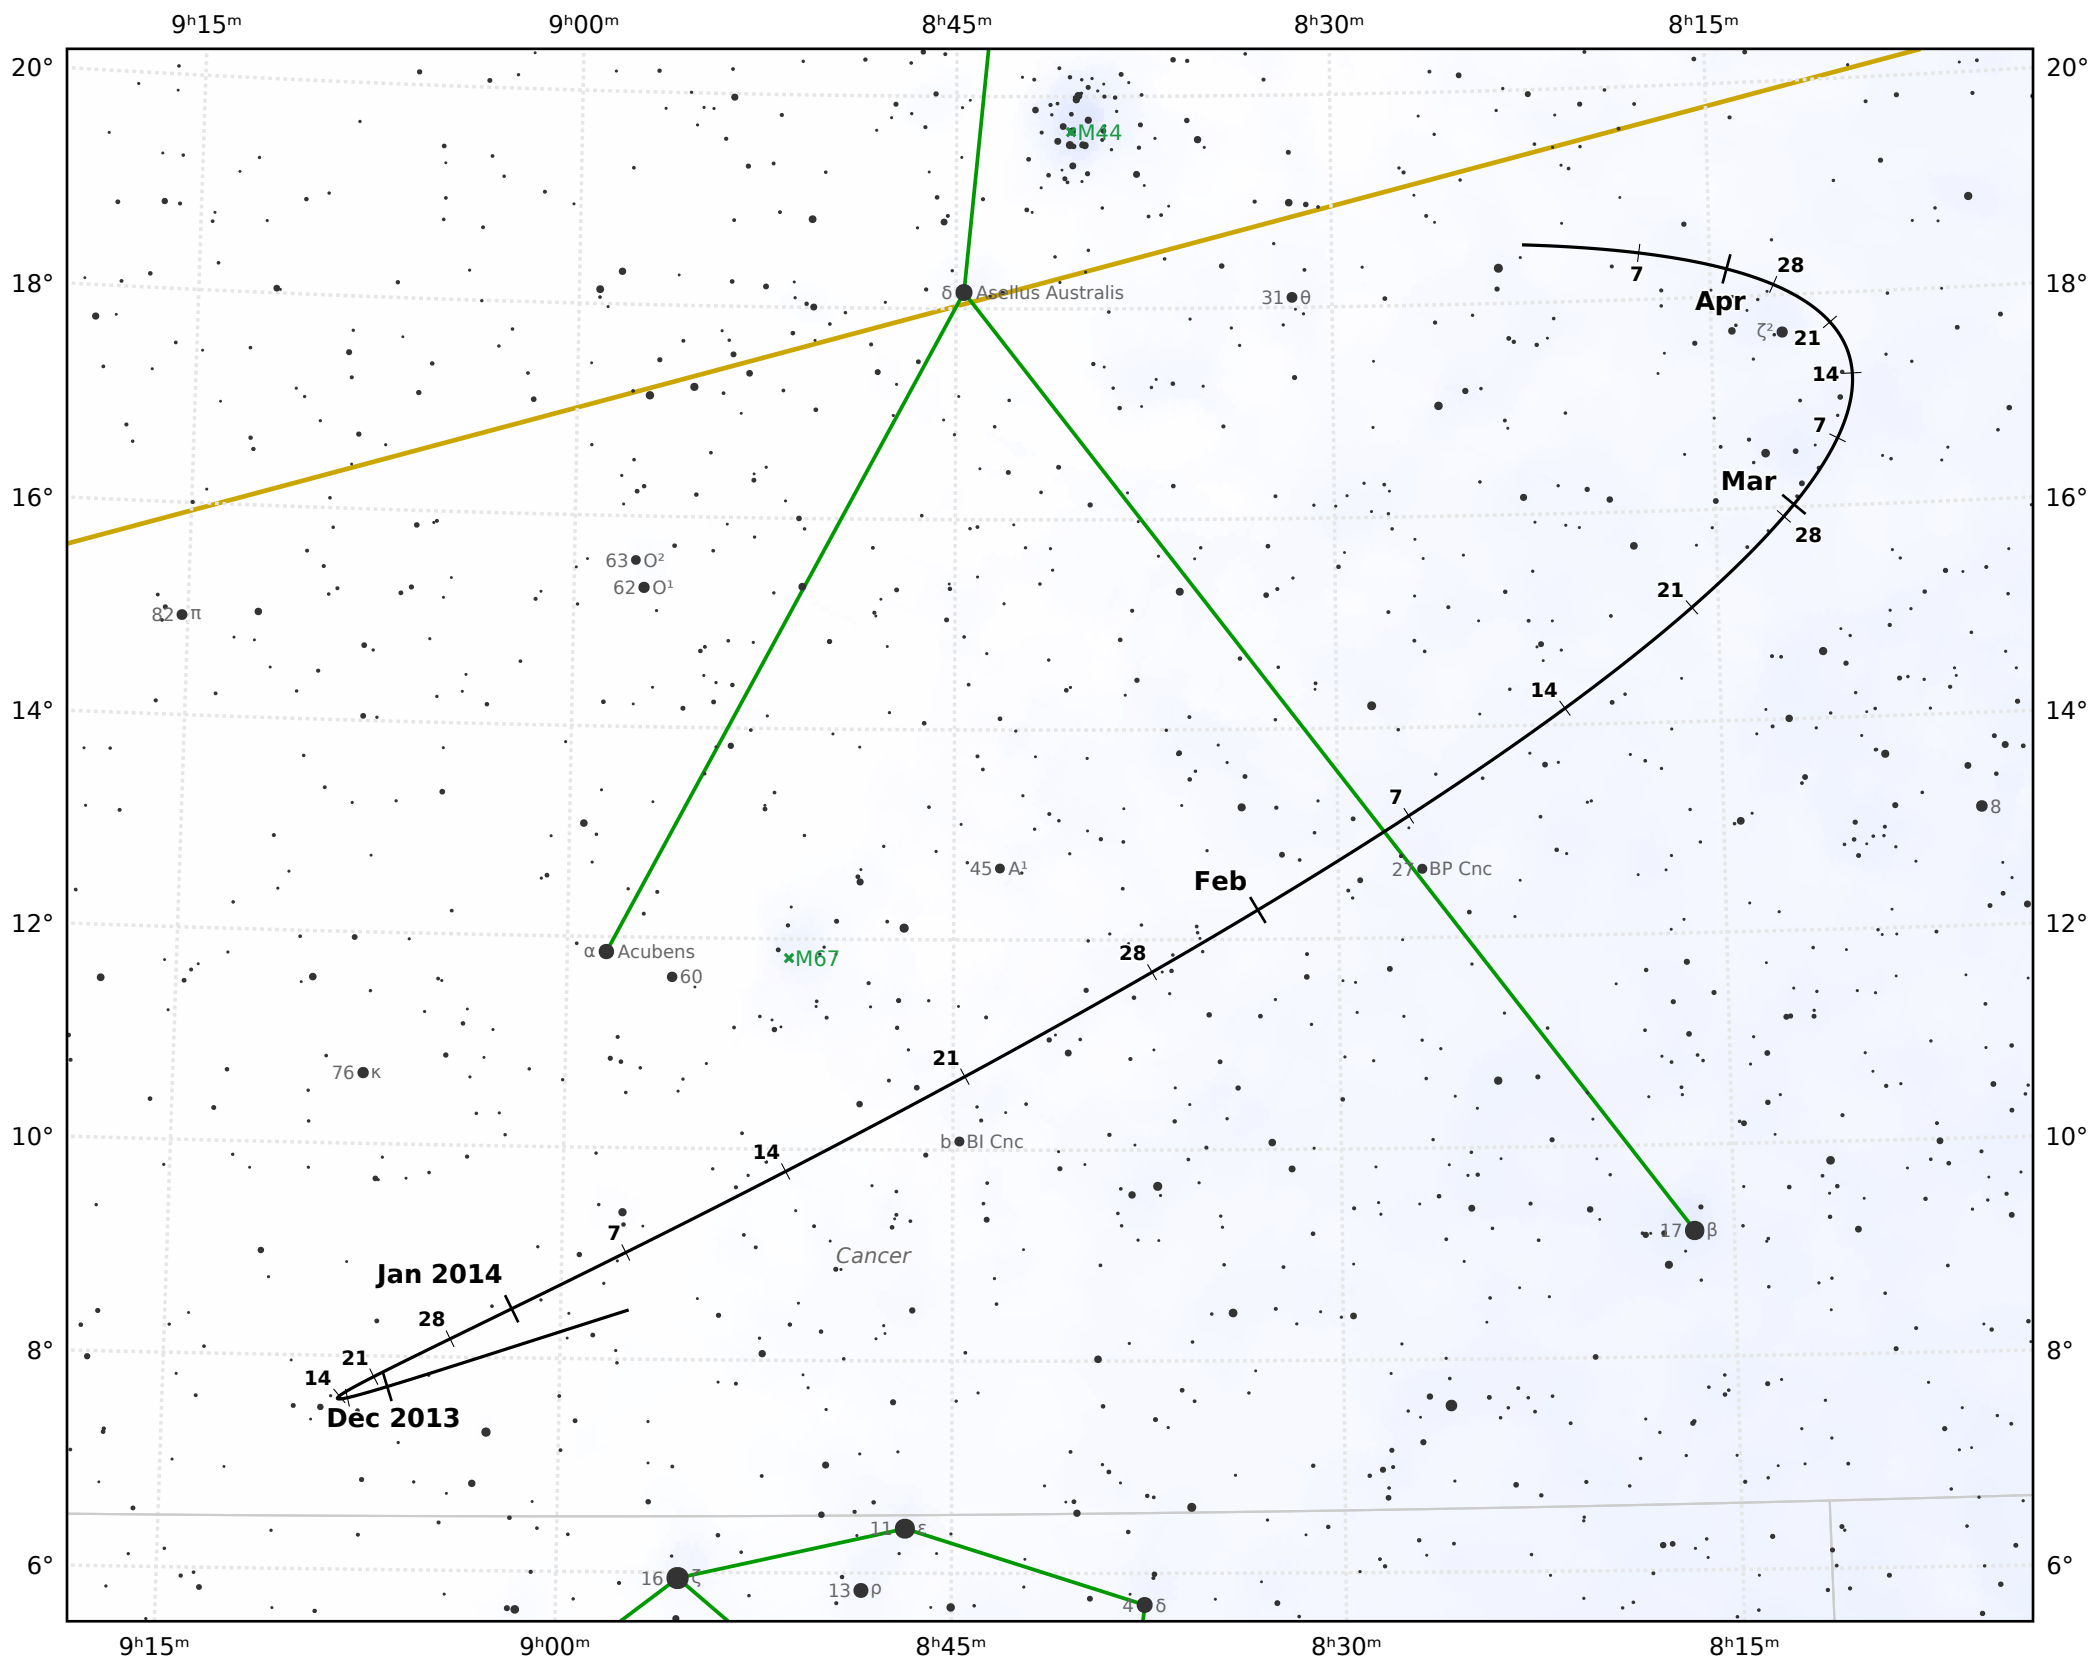 9ʰ15ᵐ 9ʰ00ᵐ 8ʰ45ᵐ 8ʰ30ᵐ 8ʰ15ᵐ
20° 20°
M44
18° 18°
δ Asellus Australis
31 θ
7
28
Apr
ζ²
21
14
7
16° 16°
Mar
28
63 O²
62 O¹
82 π
21
14
14° 14°
7
8
45 A¹
27 BP Cnc
Feb
12° 12°
α Acubens
60
M67
28
21
76 κ
10° 10°
b BI Cnc
14
17 β
7
Cancer
Jan 2014
28
8° 8°
21
14
Dec 2013
11 ε
6° 6°
16 ζ
13 ρ
4 δ
9ʰ15ᵐ 9ʰ00ᵐ 8ʰ45ᵐ 8ʰ30ᵐ 8ʰ15ᵐ